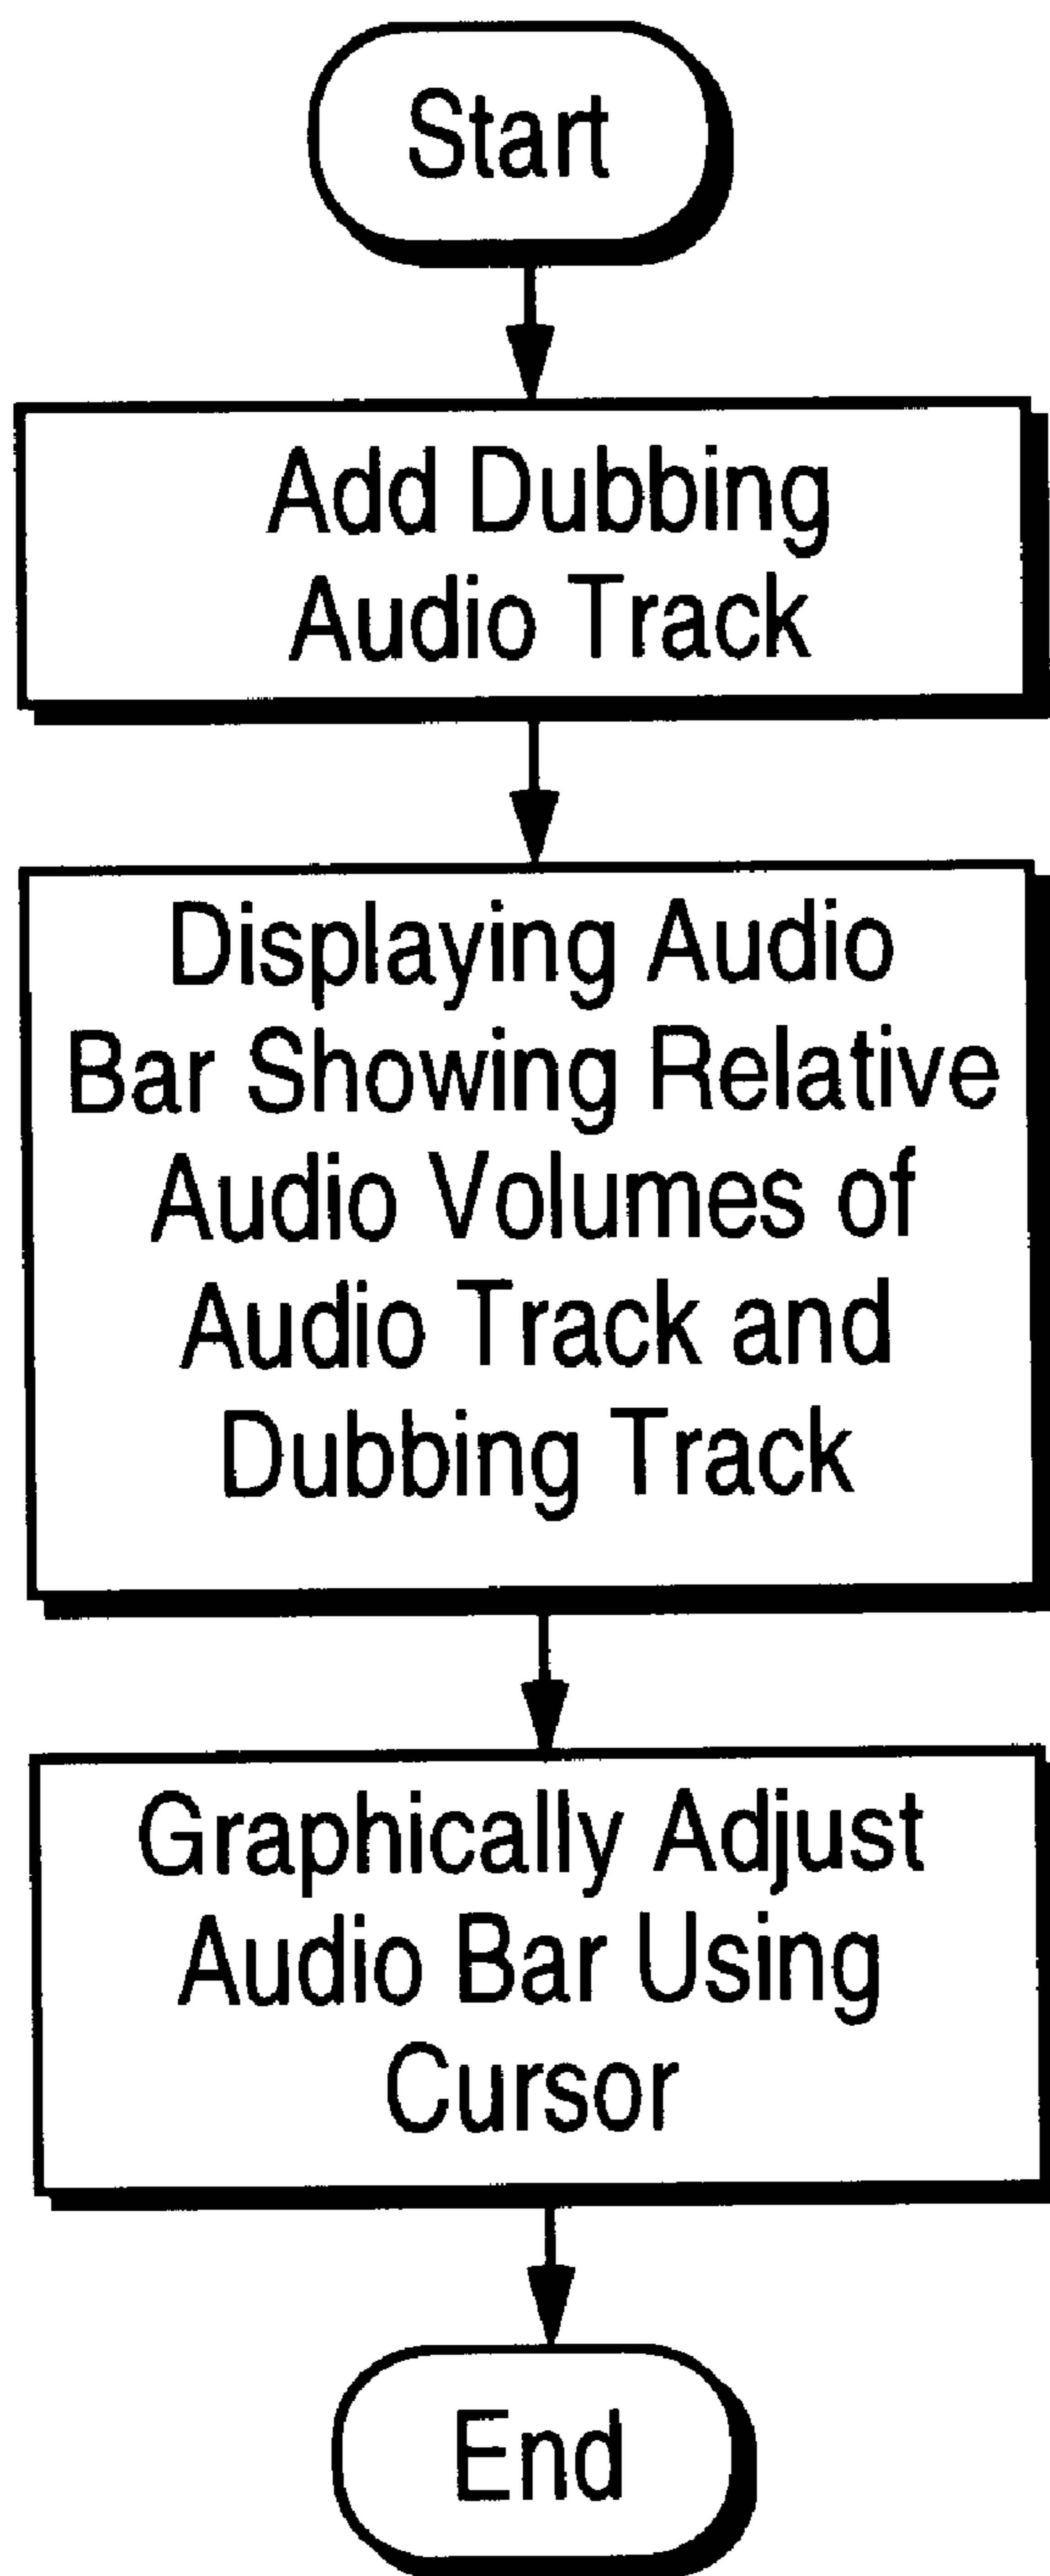 Start
Add Dubbing
Audio Track
Displaying Audio
Bar Showing Relative
Audio Volumes of
Audio Track and
Dubbing Track
Graphically Adjust
Audio Bar Using
Cursor
End